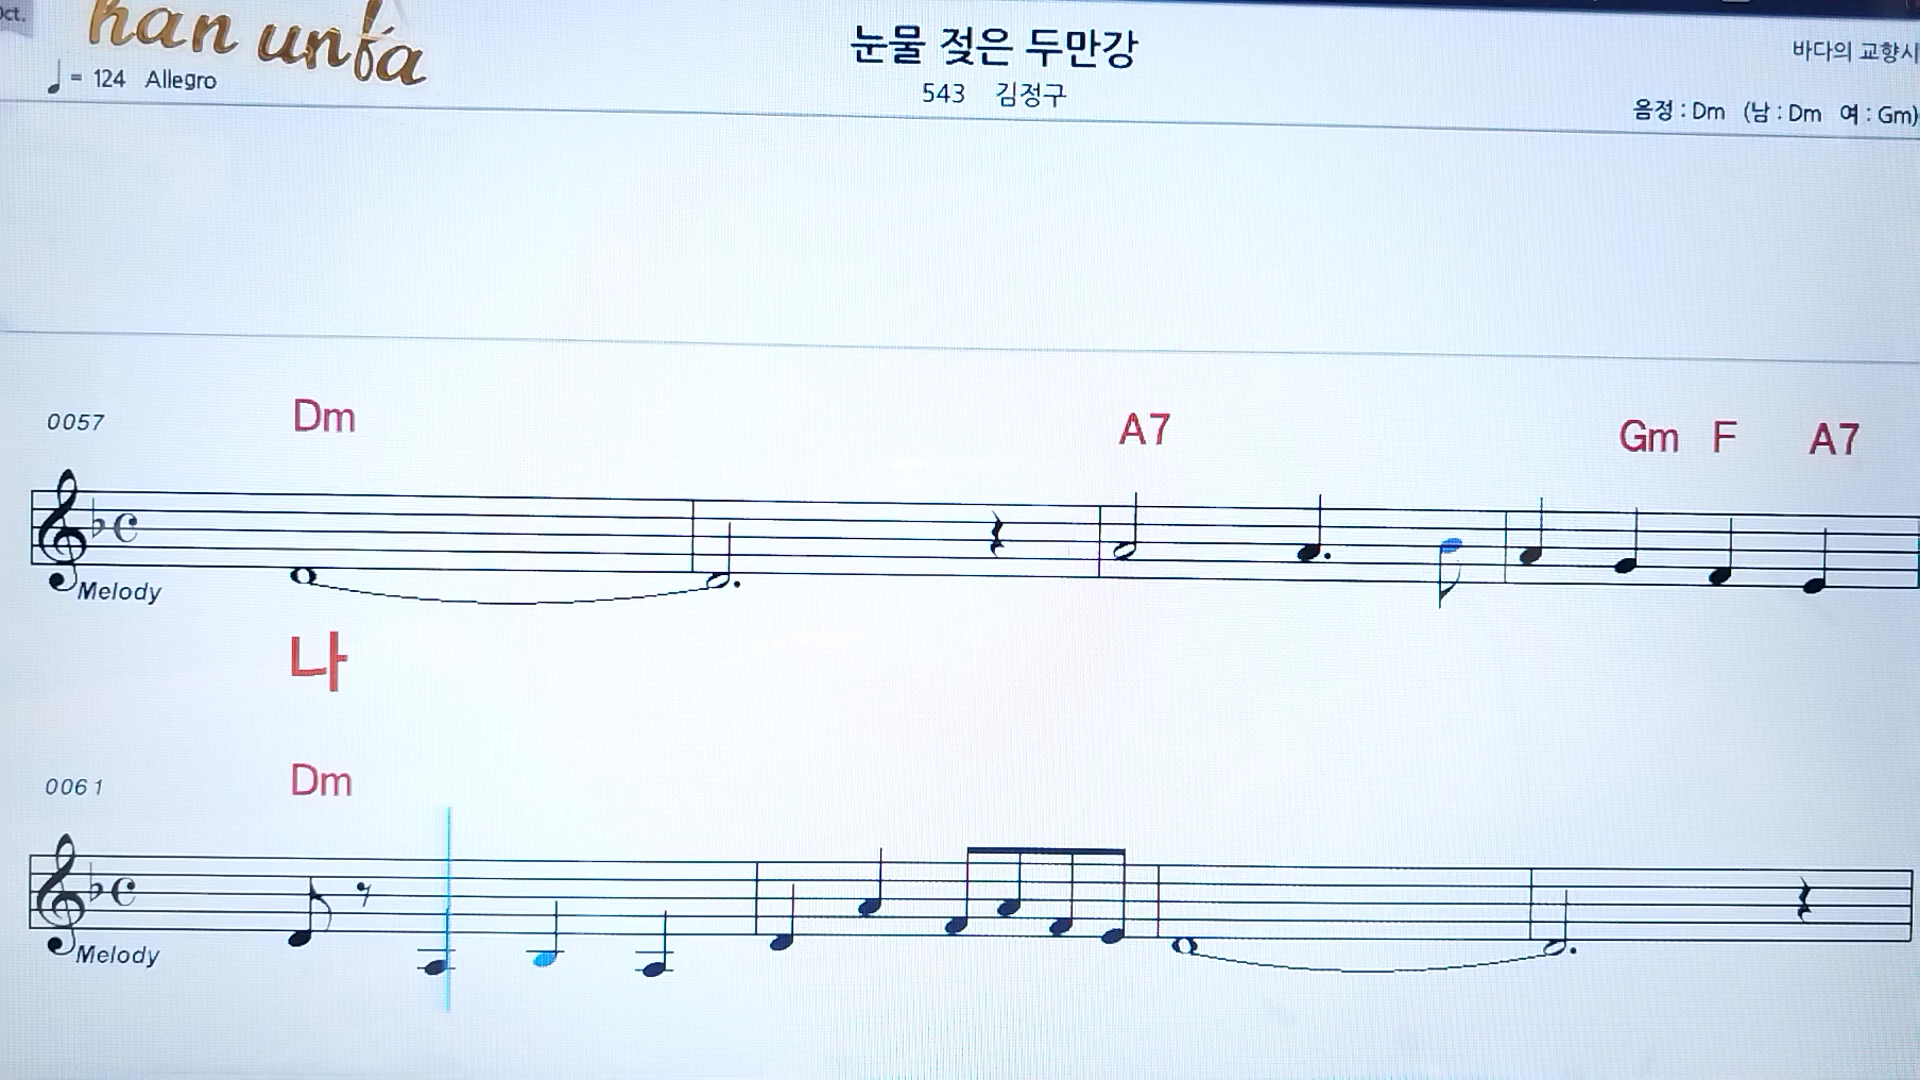 Oct.
han unfa
= 124 Allegro
눈물 젖은 두만강
543 김정구
바다의 교향시
음정 : Dm (남 : Dm 여 : Gm)
0057 Dm A7 Gm F A7
Melody
나
0061 Dm
Melody